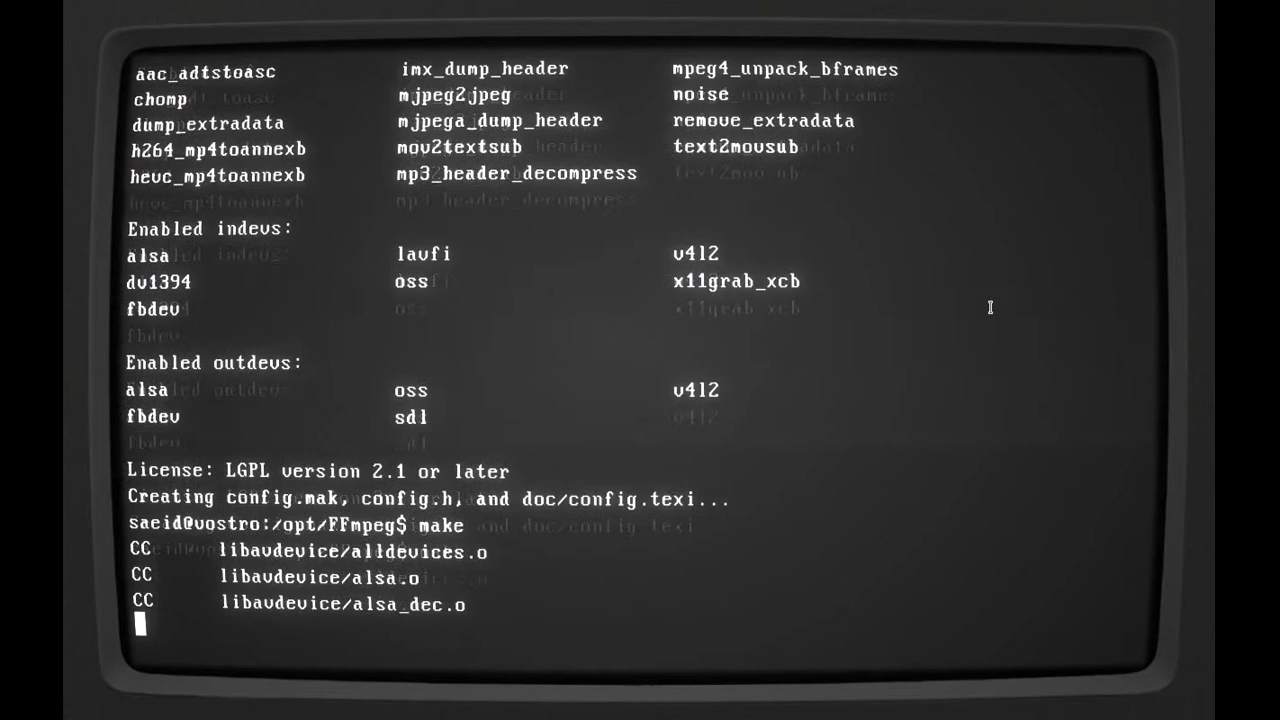 aac_adtstoasc imx_dump_header mpeg4_unpack_bframes
chomp mjpeg2jpeg noise
dump_extradata mjpega_dump_header remove_extradata
h264_mp4toannexb mov2textsub text2movsub
hevc_mp4toannexb mp3_header_decompress
Enabled indevs:
alsa lavfi v4l2
dv1394 oss x11grab_xcb
fbdev
Enabled outdevs:
alsa oss v4l2
fbdev sdl
License: LGPL version 2.1 or later
Creating config.mak, config.h, and doc/config.texi...
saeid@vostro:/opt/FFmpeg$ make
CC libavdevice/alldevices.o
CC libavdevice/alsa.o
CC libavdevice/alsa_dec.o